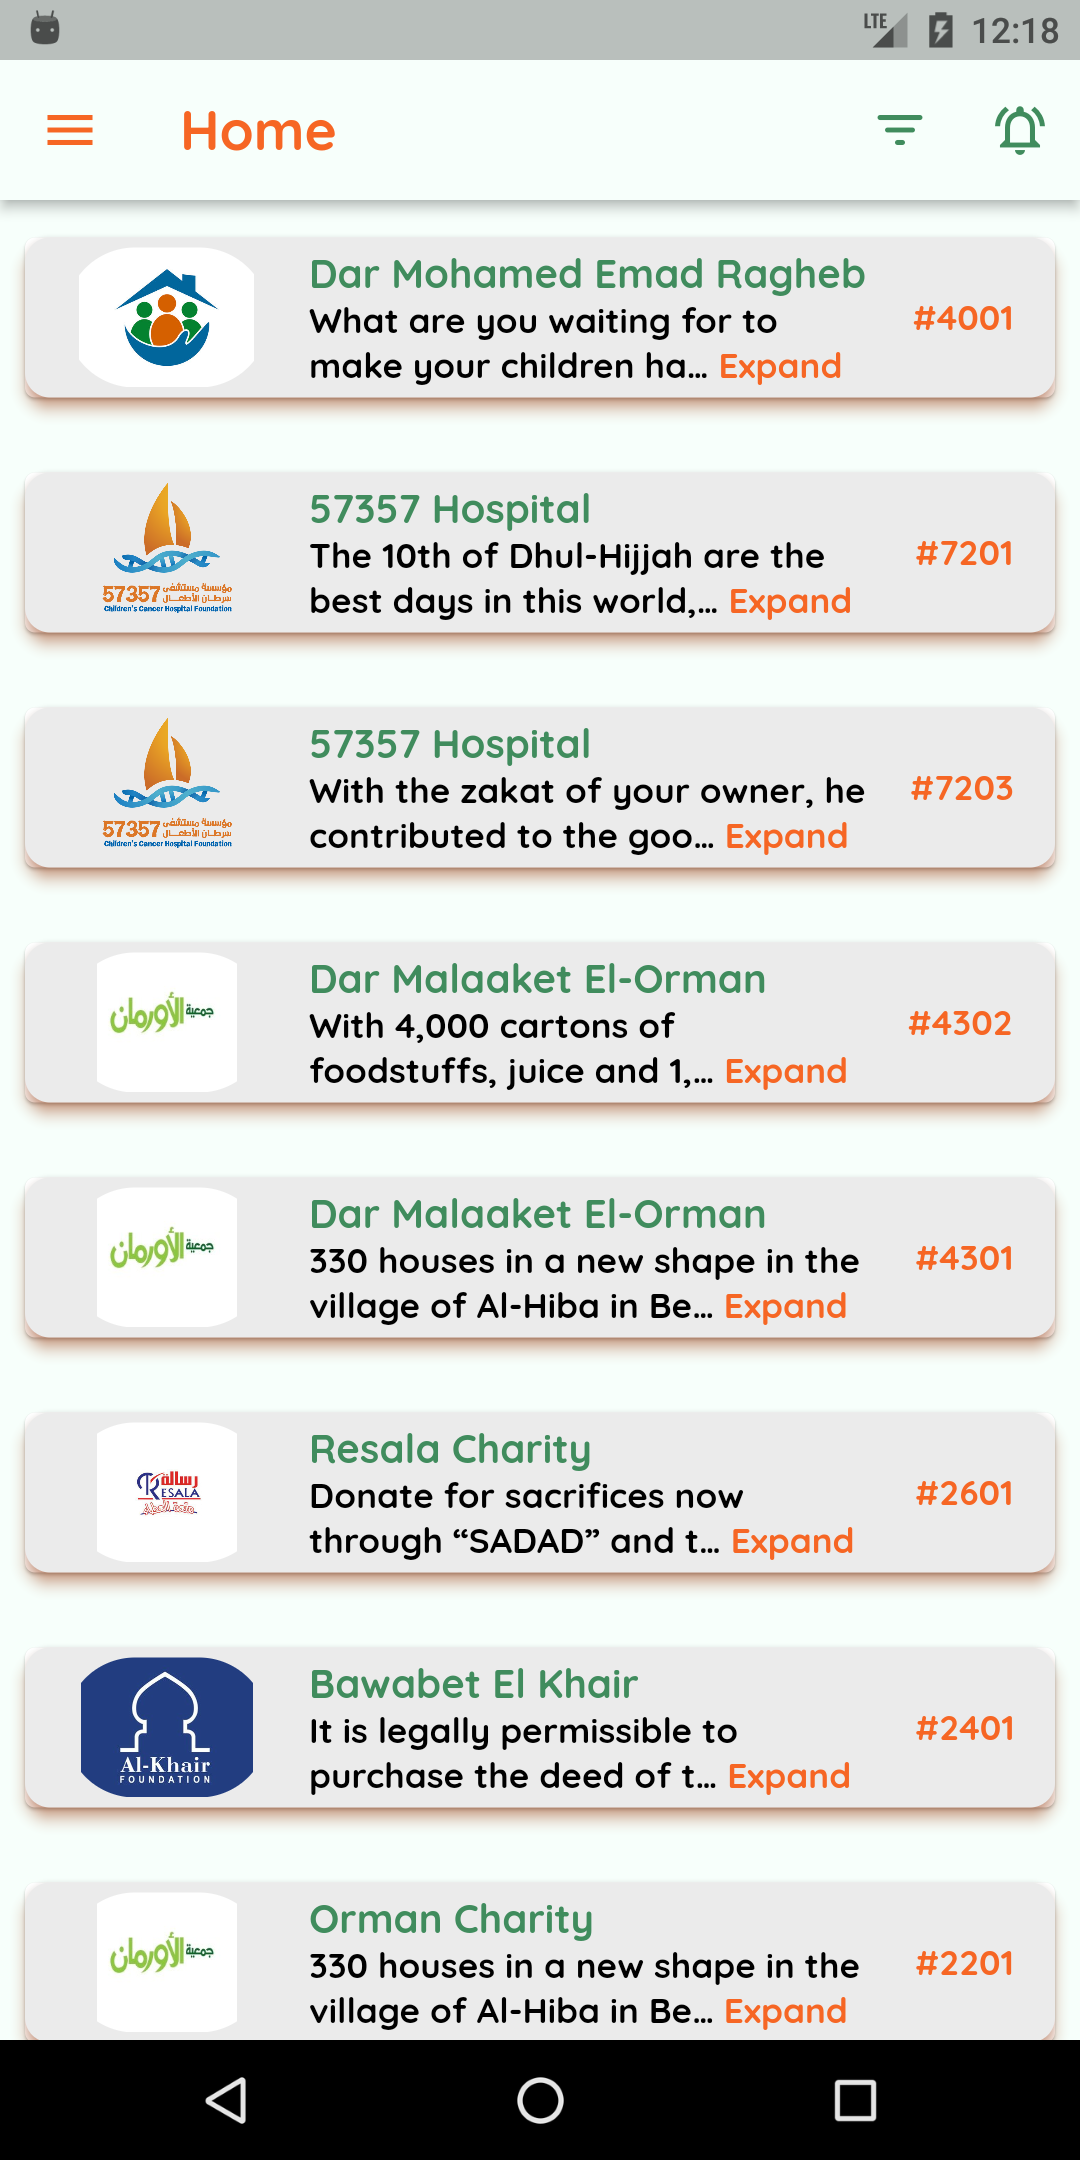 LTE 12:18
Home
Dar Mohamed Emad Ragheb
What are you waiting for to
make your children ha... Expand
#4001
57357 مؤسسة مستشفى
سرطان الأطفال
Children's Cancer Hospital Foundation
57357 Hospital
The 10th of Dhul-Hijjah are the
best days in this world,... Expand
#7201
57357 مؤسسة مستشفى
سرطان الأطفال
Children's Cancer Hospital Foundation
57357 Hospital
With the zakat of your owner, he
contributed to the goo... Expand
#7203
جمعية الأورمان
Dar Malaaket El-Orman
With 4,000 cartons of
foodstuffs, juice and 1,... Expand
#4302
جمعية الأورمان
Dar Malaaket El-Orman
330 houses in a new shape in the
village of Al-Hiba in Be... Expand
#4301
رسالة
RESALA
Resala Charity
Donate for sacrifices now
through “SADAD” and t... Expand
#2601
Al-Khair
FOUNDATION
Bawabet El Khair
It is legally permissible to
purchase the deed of t... Expand
#2401
جمعية الأورمان
Orman Charity
330 houses in a new shape in the
village of Al-Hiba in Be... Expand
#2201